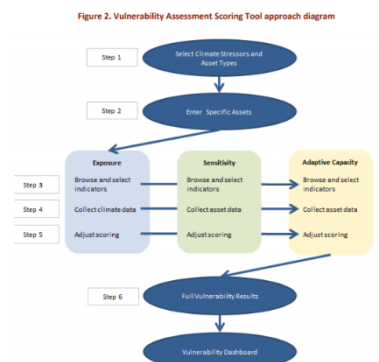 Figure 2. Vulnerability Assessment Scoring Tool approach diagram
Step 1
Select Climate Stressors and
Asset Types
Step 2
Enter Specific Assets
Exposure
Sensitivity
Adaptive Capacity
Step 3
Browse and select
indicators
Browse and select
indicators
Browse and select
indicators
Step 4
Collect climate data
Collect asset data
Collect asset data
Step 5
Adjust scoring
Adjust scoring
Adjust scoring
Step 6
Full Vulnerability Results
Vulnerability Dashboard